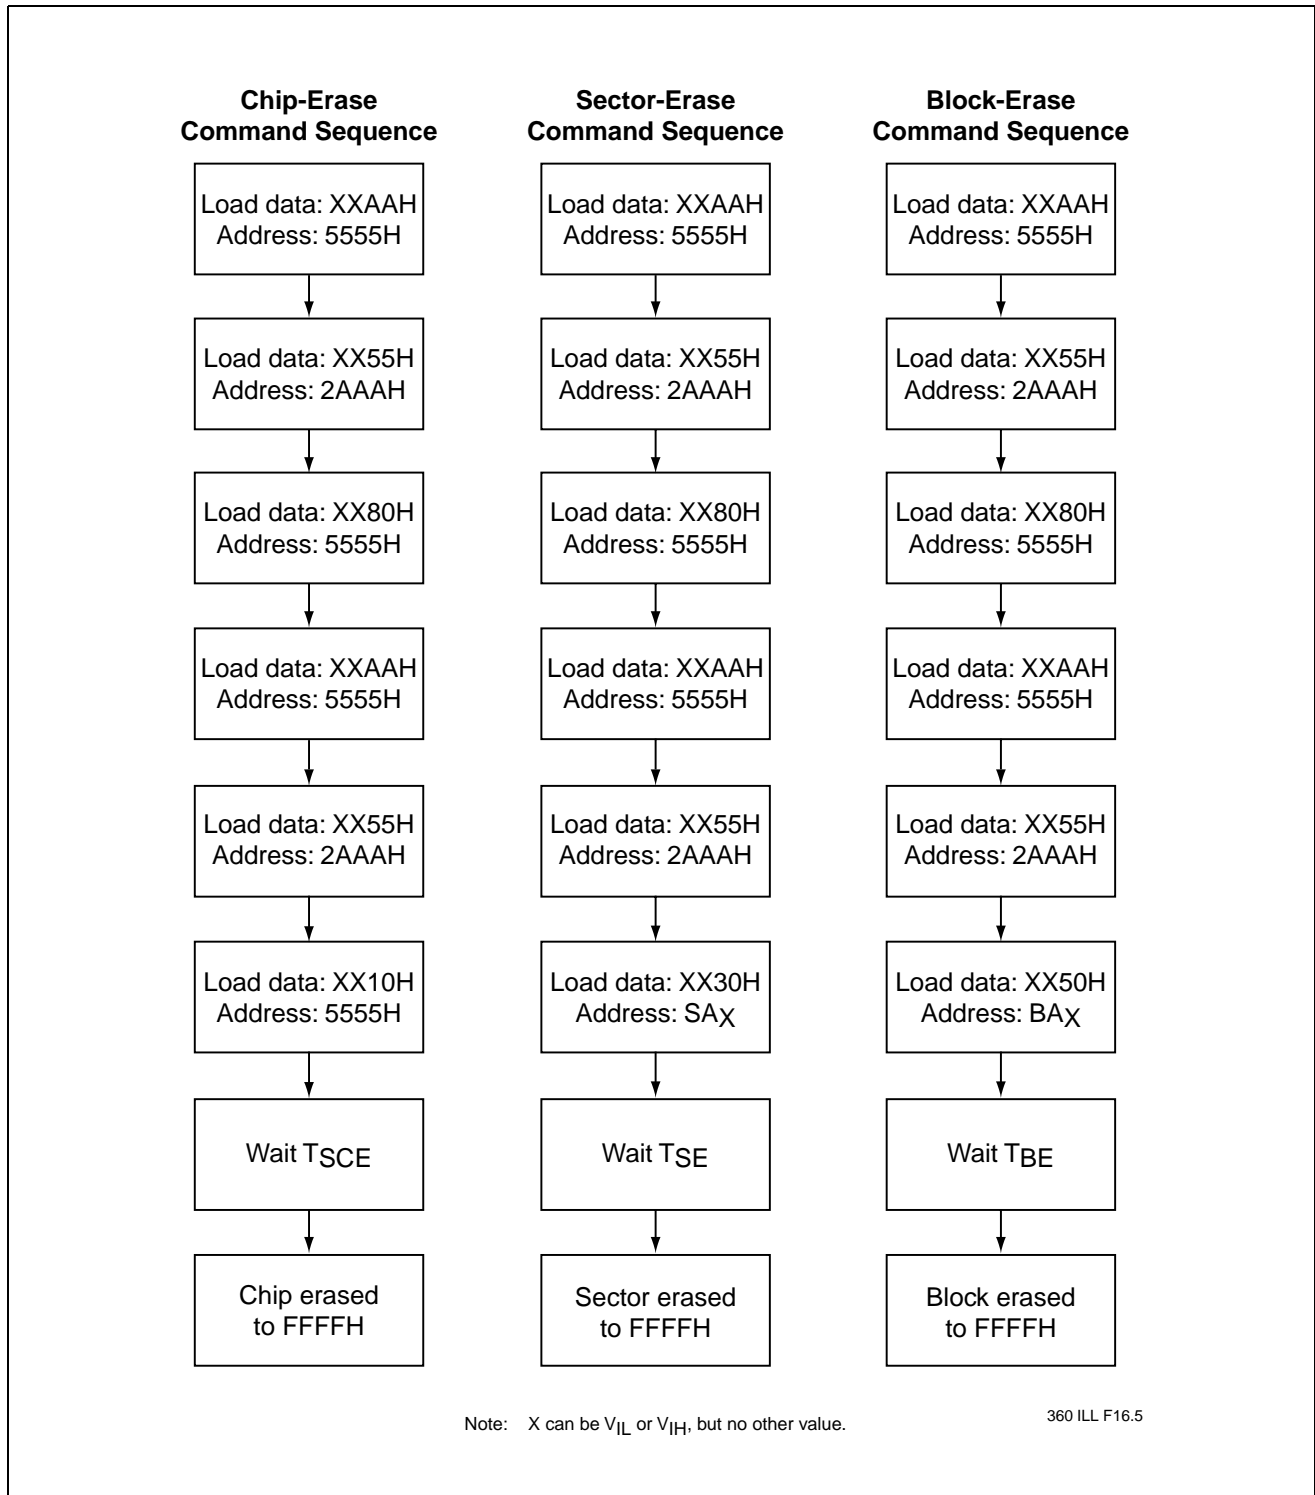 Chip-Erase
Command Sequence
Load data: XXAAH
Address: 5555H
Load data: XX55H
Address: 2AAAH
Load data: XX80H
Address: 5555H
Load data: XXAAH
Address: 5555H
Load data: XX55H
Address: 2AAAH
Load data: XX10H
Address: 5555H
Wait TSCE
Chip erased
to FFFFH
Sector-Erase
Command Sequence
Load data: XXAAH
Address: 5555H
Load data: XX55H
Address: 2AAAH
Load data: XX80H
Address: 5555H
Load data: XXAAH
Address: 5555H
Load data: XX55H
Address: 2AAAH
Load data: XX30H
Address: SAX
Wait TSE
Sector erased
to FFFFH
Block-Erase
Command Sequence
Load data: XXAAH
Address: 5555H
Load data: XX55H
Address: 2AAAH
Load data: XX80H
Address: 5555H
Load data: XXAAH
Address: 5555H
Load data: XX55H
Address: 2AAAH
Load data: XX50H
Address: BAX
Wait TBE
Block erased
to FFFFH
Note: X can be VIL or VIH, but no other value.
360 ILL F16.5